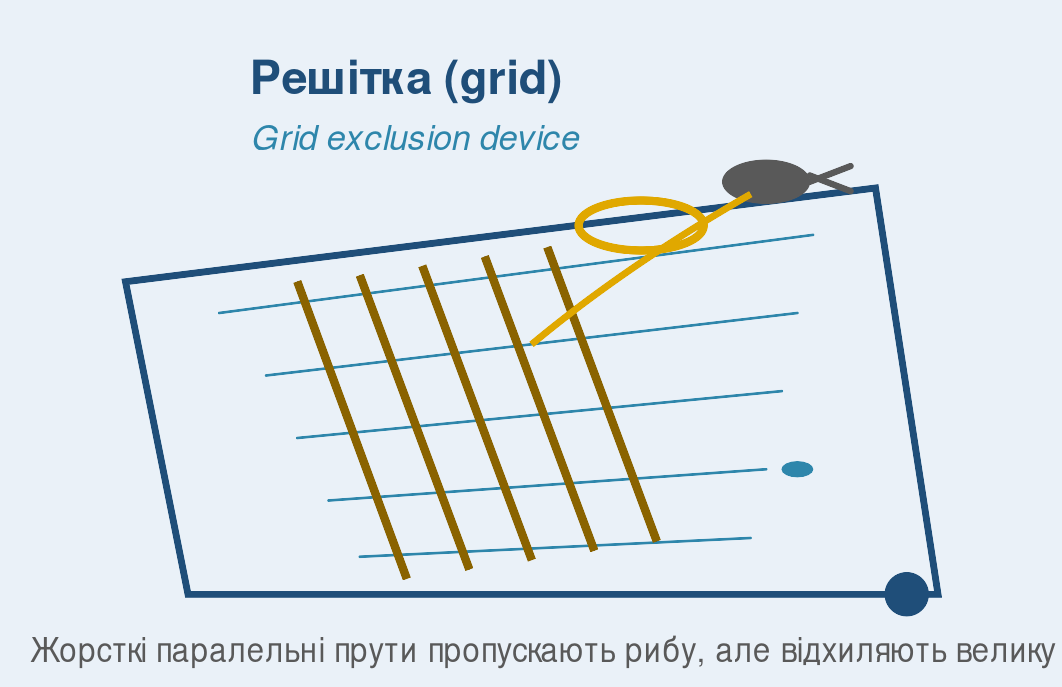 Решітка (grid)
Grid exclusion device
Жорсткі паралельні прути пропускають рибу, але відхиляють велику